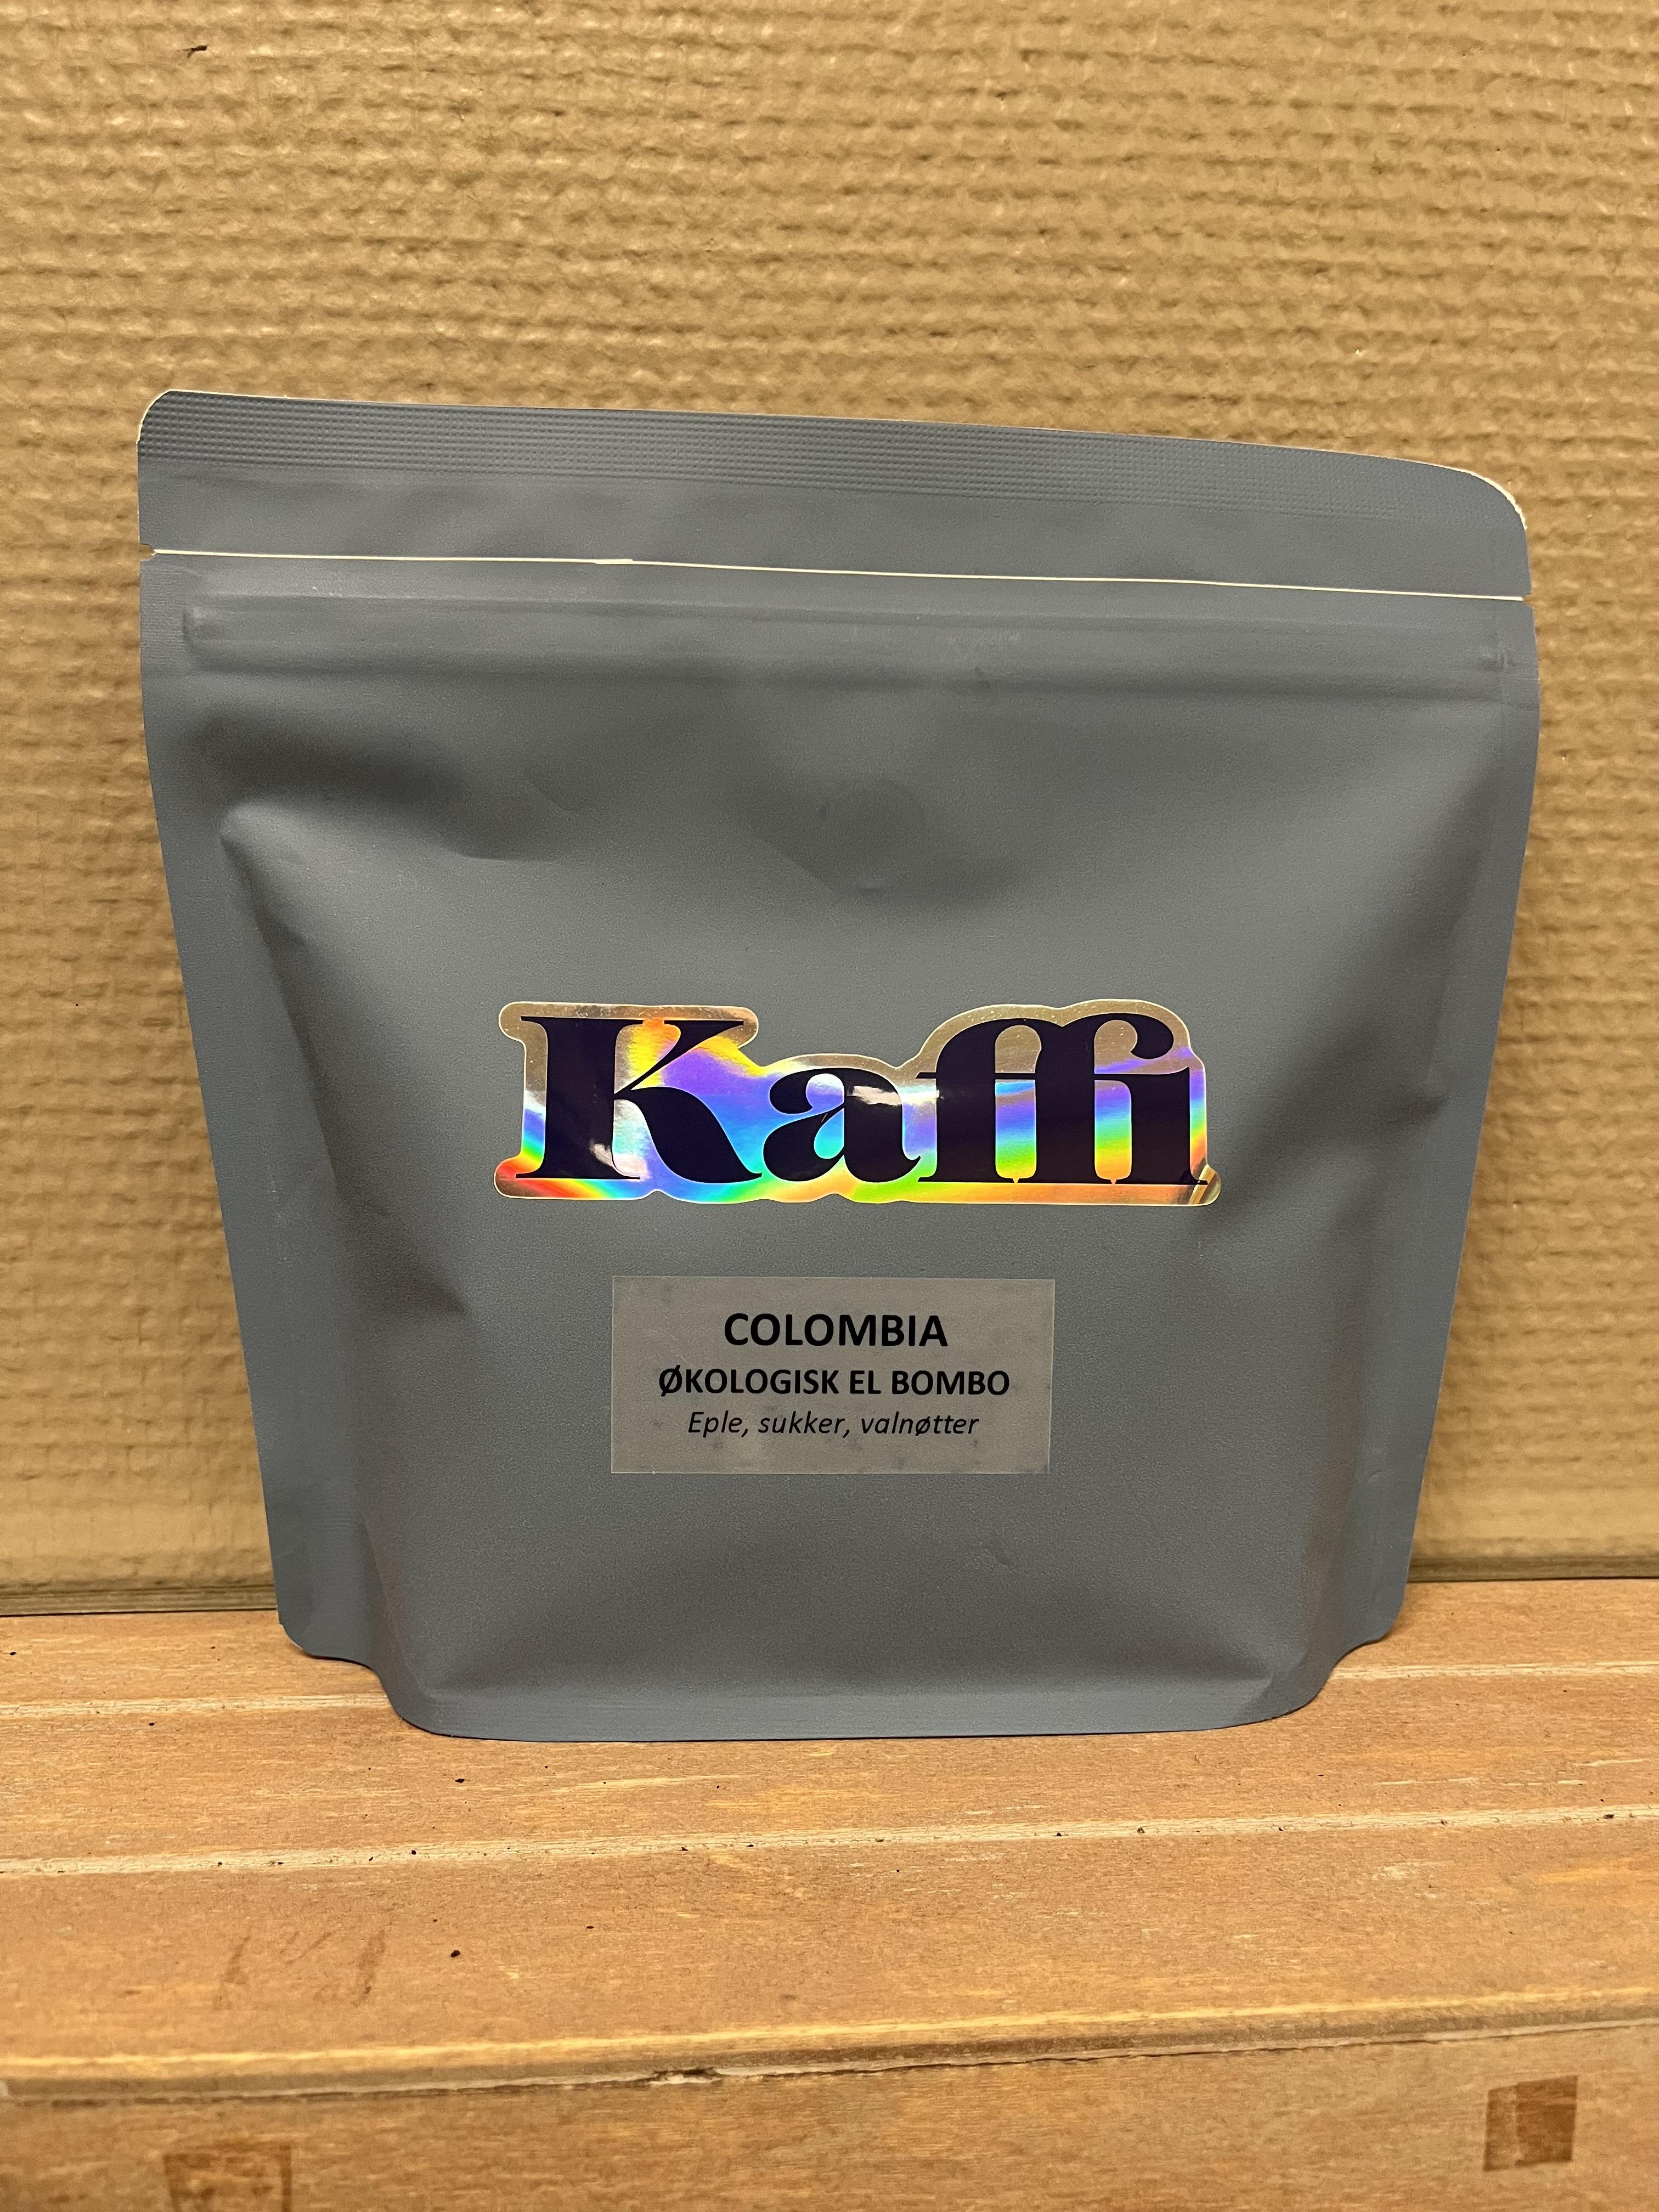 Kaffi
COLOMBIA
ØKOLOGISK EL BOMBO
Eple, sukker, valnøtter